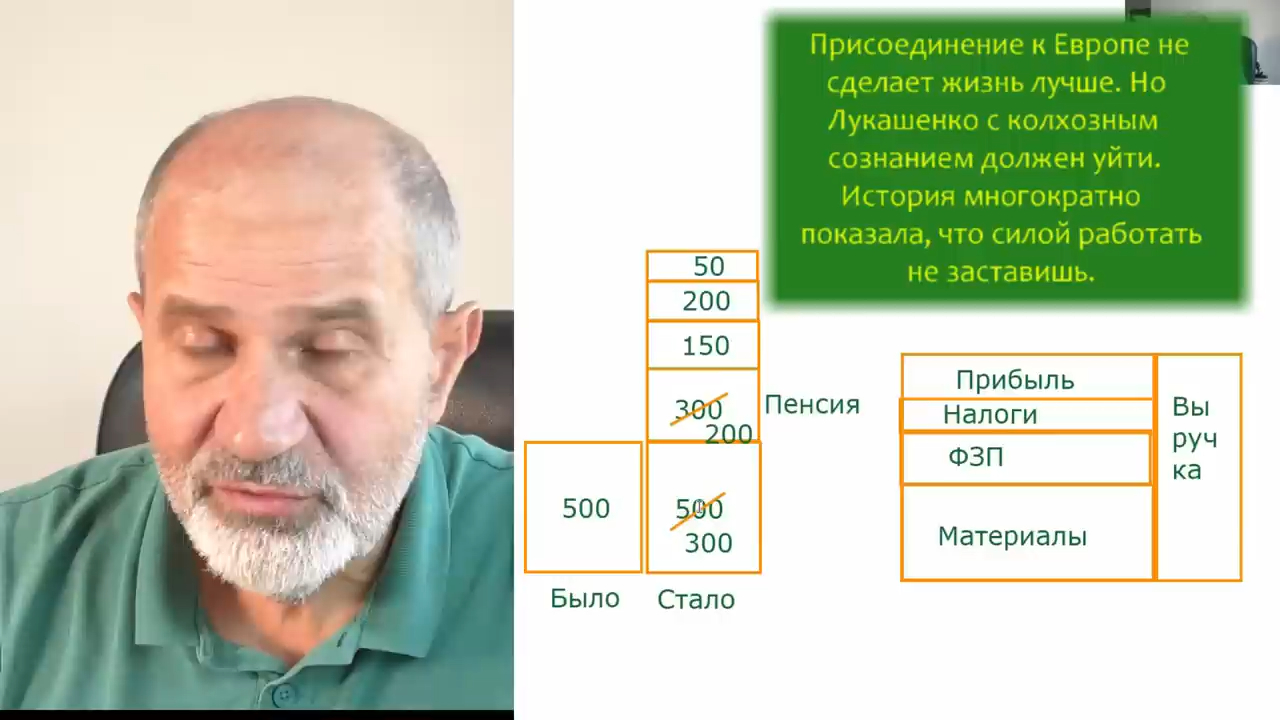 Присоединение к Европе не
сделает жизнь лучше. Но
Лукашенко с колхозным
сознанием должен уйти.
История многократно
показала, что силой работать
не заставишь.
50
200
150
300
200
Пенсия
500
500
300
Было
Стало
Прибыль
Налоги
ФЗП
Материалы
Вы
руч
ка